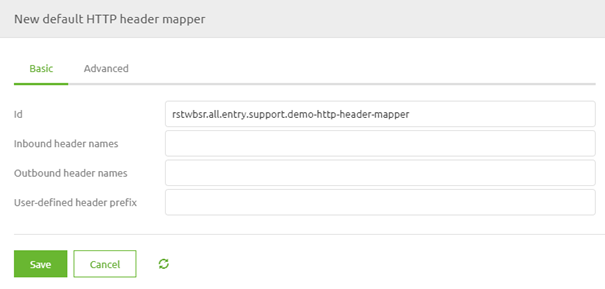 New default HTTP header mapper
Basic Advanced
Id rstwbsr.all.entry.support.demo-http-header-mapper
Inbound header names
Outbound header names
User-defined header prefix
Save Cancel